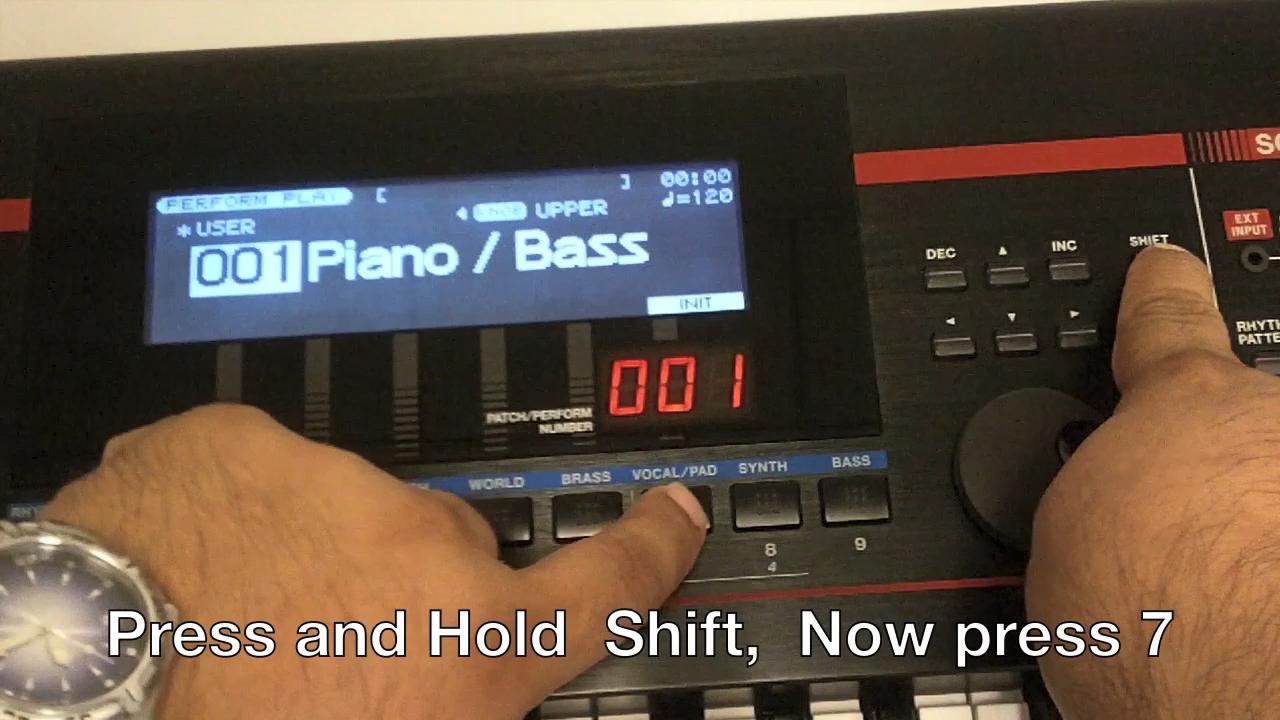 PERFORM PLAY [ ] 00:00
♩=120
*USER ◀ KNOB UPPER
001 Piano / Bass
INIT
001
PATCH/PERFORM
NUMBER
WORLD BRASS VOCAL/PAD SYNTH BASS
8 9
4
DEC ▲ INC SHIFT
◀ ▼ ▶
EXT
INPUT
Press and Hold Shift, Now press 7